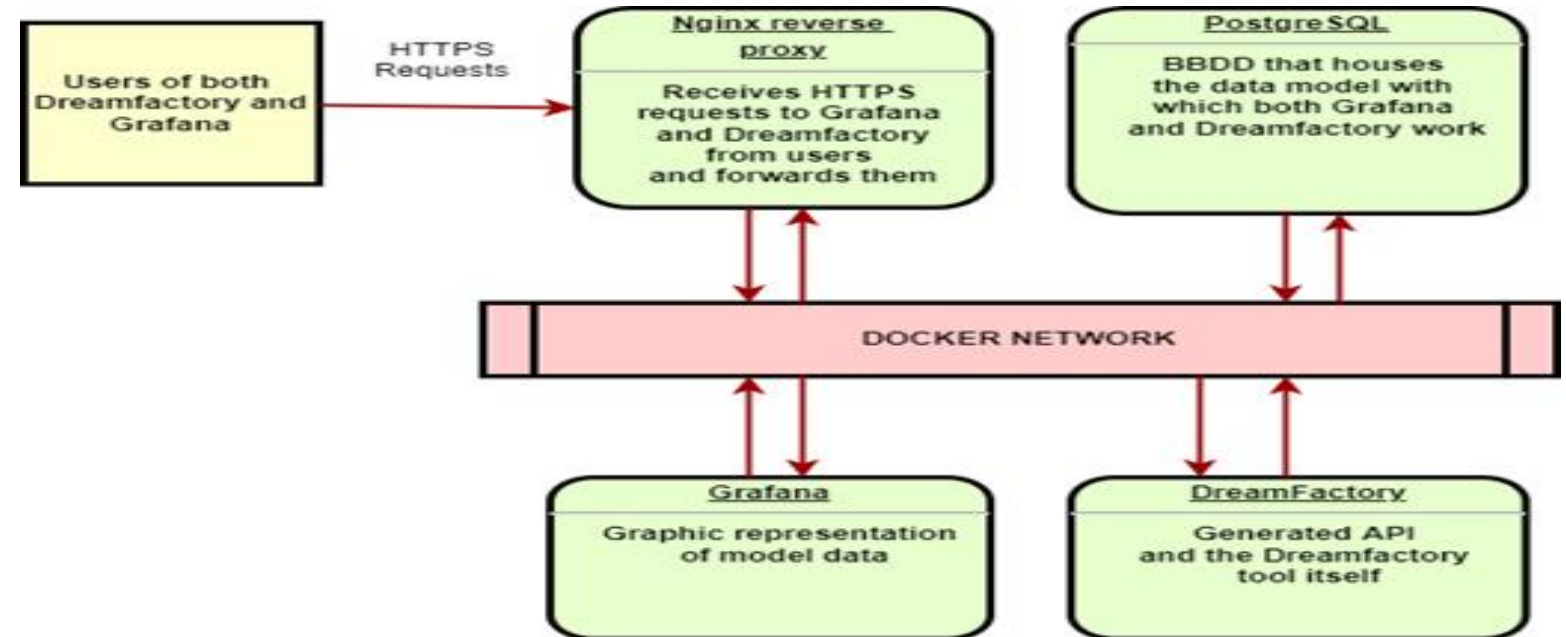 Users of both
Dreamfactory and
Grafana
HTTPS
Requests
Nginx reverse
proxy
Receives HTTPS
requests to Grafana
and Dreamfactory
from users
and forwards them
PostgreSQL
BBDD that houses
the data model with
which both Grafana
and Dreamfactory work
DOCKER NETWORK
Grafana
Graphic representation
of model data
DreamFactory
Generated API
and the Dreamfactory
tool itself